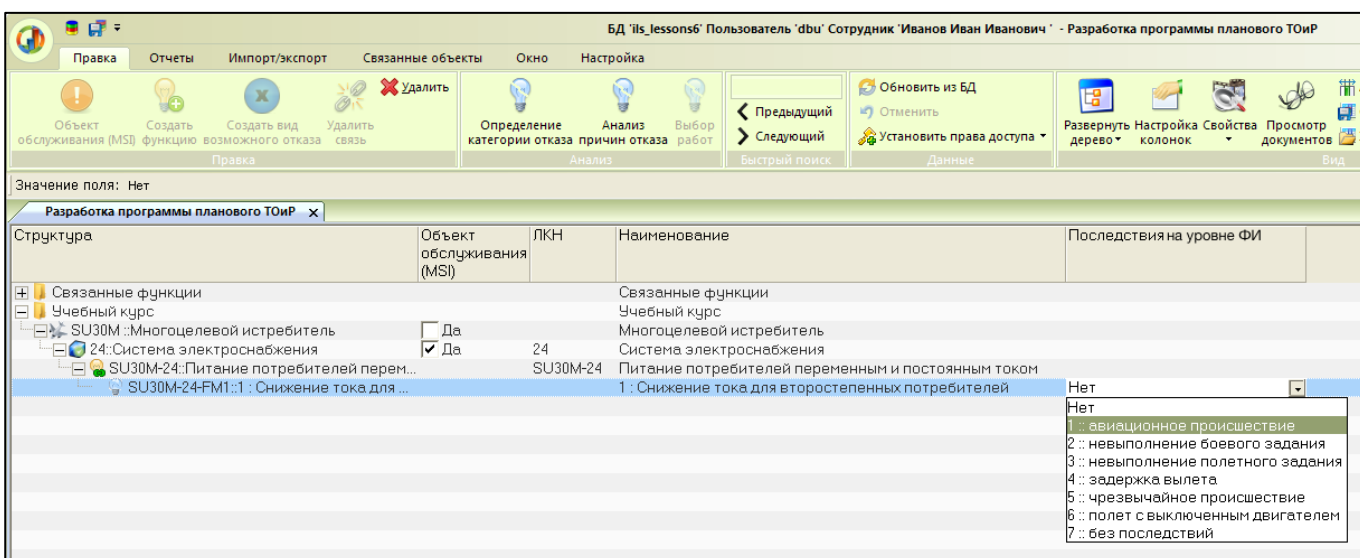 БД 'ils_lessons6' Пользователь 'dbu' Сотрудник 'Иванов Иван Иванович ' - Разработка программы планового ТОиР
Правка Отчеты Импорт/экспорт Связанные объекты Окно Настройка
Объект обслуживания (MSI)
Создать функцию
Создать вид возможного отказа
Удалить связь
Удалить
Определение категории отказа
Анализ причин отказа
Выбор работ
Предыдущий
Следующий
Обновить из БД
Отменить
Установить права доступа
Развернуть дерево
Настройка колонок
Свойства
Просмотр документов
Правка Анализ Быстрый поиск Данные Вид
Значение поля: Нет
Разработка программы планового ТОиР x
Структура Объект обслуживания (MSI) ЛКН Наименование Последствия на уровне ФИ
Связанные функции Связанные функции
Учебный курс Учебный курс
SU30M ::Многоцелевой истребитель Да Многоцелевой истребитель
24::Система электроснабжения Да 24 Система электроснабжения
SU30M-24::Питание потребителей перем... SU30M-24 Питание потребителей переменным и постоянным током
SU30M-24-FM1::1 : Снижение тока для ... 1 : Снижение тока для второстепенных потребителей Нет
Нет
1 :: авиационное происшествие
2 :: невыполнение боевого задания
3 :: невыполнение полетного задания
4 :: задержка вылета
5 :: чрезвычайное происшествие
6 :: полет с выключенным двигателем
7 :: без последствий